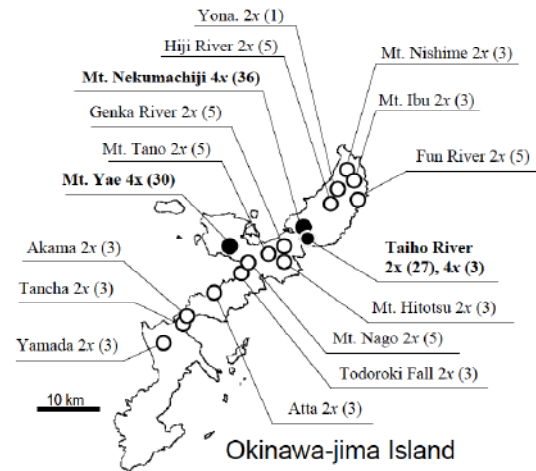 Yona. 2x (1)
Hiji River 2x (5)
Mt. Nishime 2x (3)
Mt. Nekumachiji 4x (36)
Mt. Ibu 2x (3)
Genka River 2x (5)
Mt. Tano 2x (5)
Fun River 2x (5)
Mt. Yae 4x (30)
Akama 2x (3)
Taiho River
2x (27), 4x (3)
Tancha 2x (3)
Mt. Hitotsu 2x (3)
Yamada 2x (3)
Mt. Nago 2x (5)
Todoroki Fall 2x (3)
10 km
Atta 2x (3)
Okinawa-jima Island